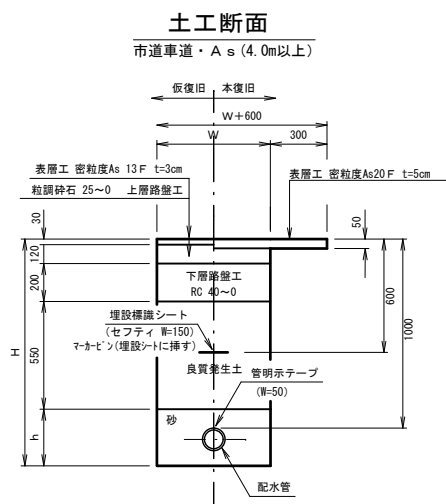 土工断面
市道車道・As(4.0m以上)
仮復旧 本復旧
W+600
W 300
表層工 密粒度As 13F t=3cm
粒調砕石 25~0 上層路盤工
表層工 密粒度As20F t=5cm
30
50
120
200
下層路盤工
RC 40~0
600
1000
埋設標識シート
(セフティ W=150)
マーカーピン(埋設シートに挿す)
H
550
良質発生土
管明示テープ
(W=50)
砂
h
配水管